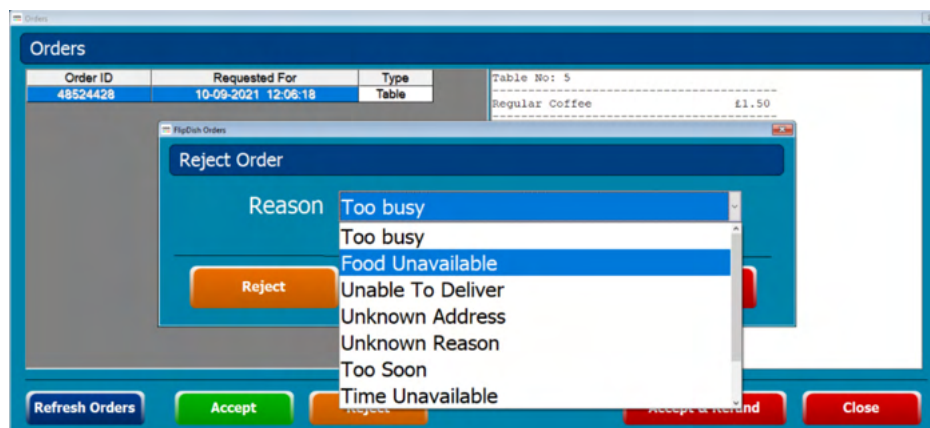 Orders
Orders
Order ID Requested For Type
48524428 10-09-2021 12:06:18 Table
Table No: 5
Regular Coffee £1.50
FlipDish Orders
Reject Order
Reason Too busy
Too busy
Food Unavailable
Unable To Deliver
Unknown Address
Unknown Reason
Too Soon
Time Unavailable
Reject
Refresh Orders Accept Reject Accept & Refund Close